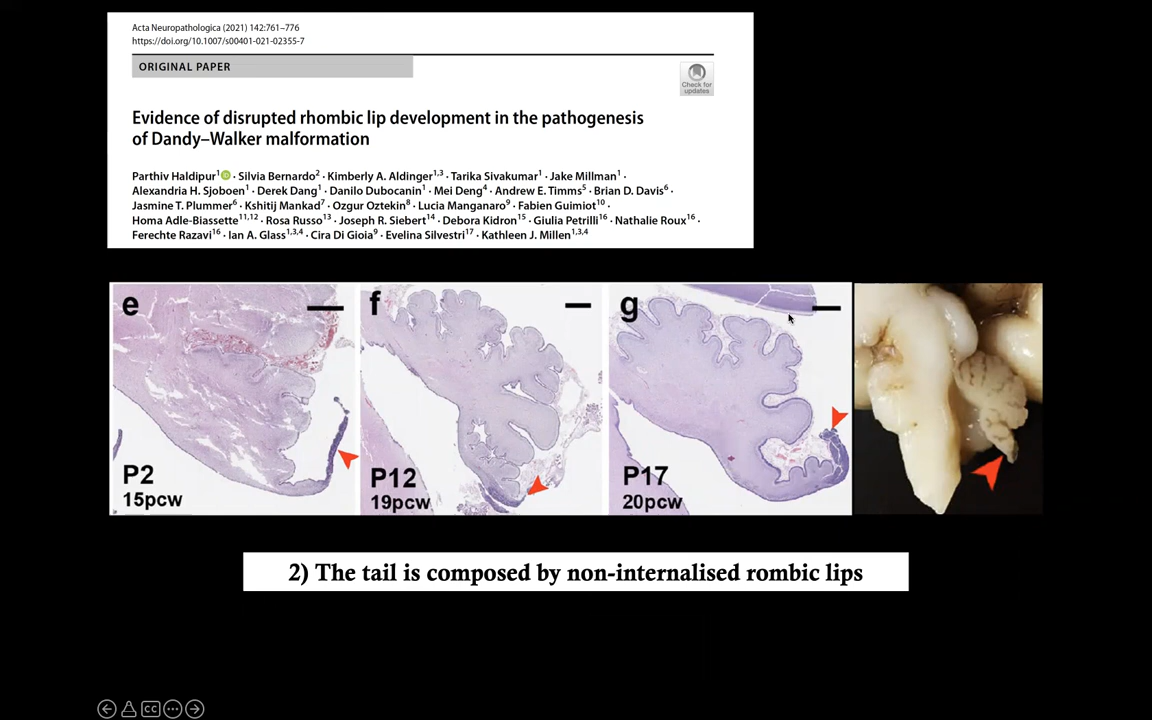 Acta Neuropathologica (2021) 142:761–776
https://doi.org/10.1007/s00401-021-02355-7
ORIGINAL PAPER
Check for
updates
Evidence of disrupted rhombic lip development in the pathogenesis
of Dandy–Walker malformation
Parthiv Haldipur1 · Silvia Bernardo2 · Kimberly A. Aldinger1,3 · Tarika Sivakumar1 · Jake Millman1 ·
Alexandria H. Sjoboen1 · Derek Dang1 · Danilo Dubocanin1 · Mei Deng4 · Andrew E. Timms5 · Brian D. Davis6 ·
Jasmine T. Plummer6 · Kshitij Mankad7 · Ozgur Oztekin8 · Lucia Manganaro9 · Fabien Guimiot10 ·
Homa Adle-Biassette11,12 · Rosa Russo13 · Joseph R. Siebert14 · Debora Kidron15 · Giulia Petrilli16 · Nathalie Roux16 ·
Ferechte Razavi16 · Ian A. Glass1,3,4 · Cira Di Gioia9 · Evelina Silvestri17 · Kathleen J. Millen1,3,4
e
P2
15pcw
f
P12
19pcw
g
P17
20pcw
2) The tail is composed by non-internalised rombic lips
CC